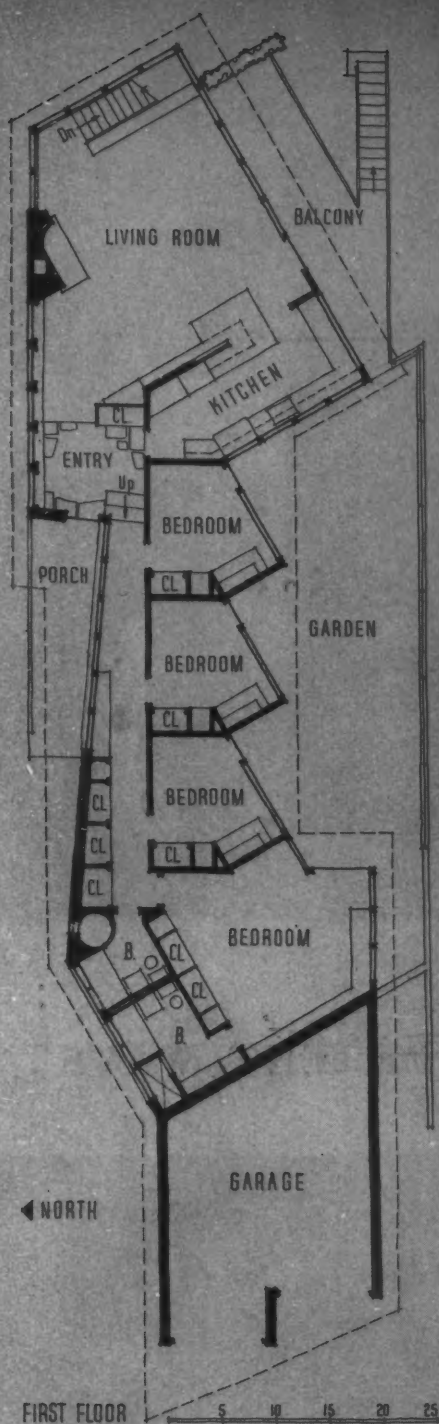 Dn
LIVING ROOM
BALCONY
KITCHEN
CL
ENTRY
Up
BEDROOM
PORCH
CL
GARDEN
BEDROOM
CL
BEDROOM
CL
CL
CL
CL
BEDROOM
B.
CL
CL
B.
GARAGE
NORTH
FIRST FLOOR 5 10 15 20 25